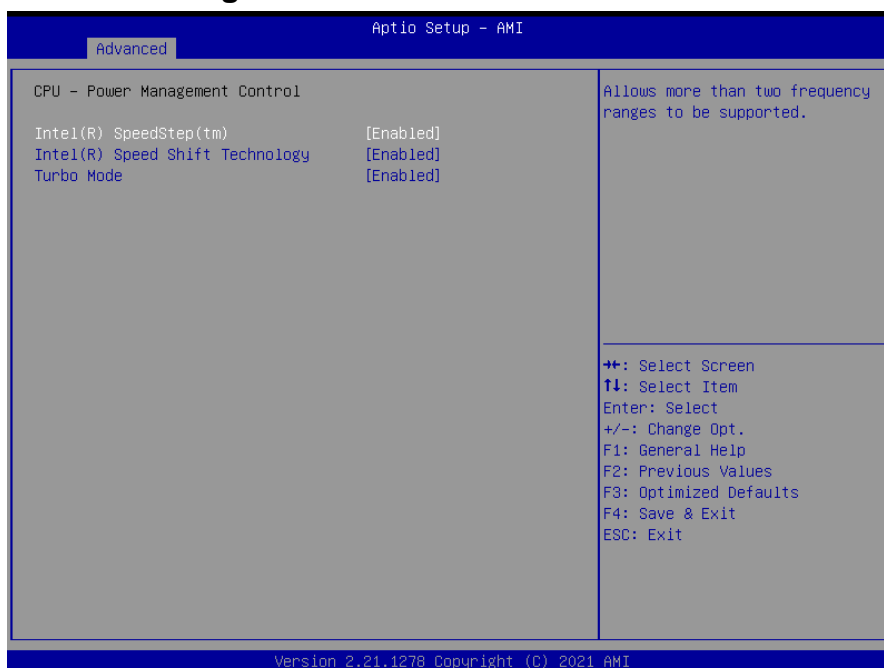 Aptio Setup - AMI
Advanced
CPU - Power Management Control
Intel(R) SpeedStep(tm) [Enabled]
Intel(R) Speed Shift Technology [Enabled]
Turbo Mode [Enabled]
Allows more than two frequency
ranges to be supported.
→←: Select Screen
↑↓: Select Item
Enter: Select
+/-: Change Opt.
F1: General Help
F2: Previous Values
F3: Optimized Defaults
F4: Save & Exit
ESC: Exit
Version 2.21.1278 Copyright (C) 2021 AMI